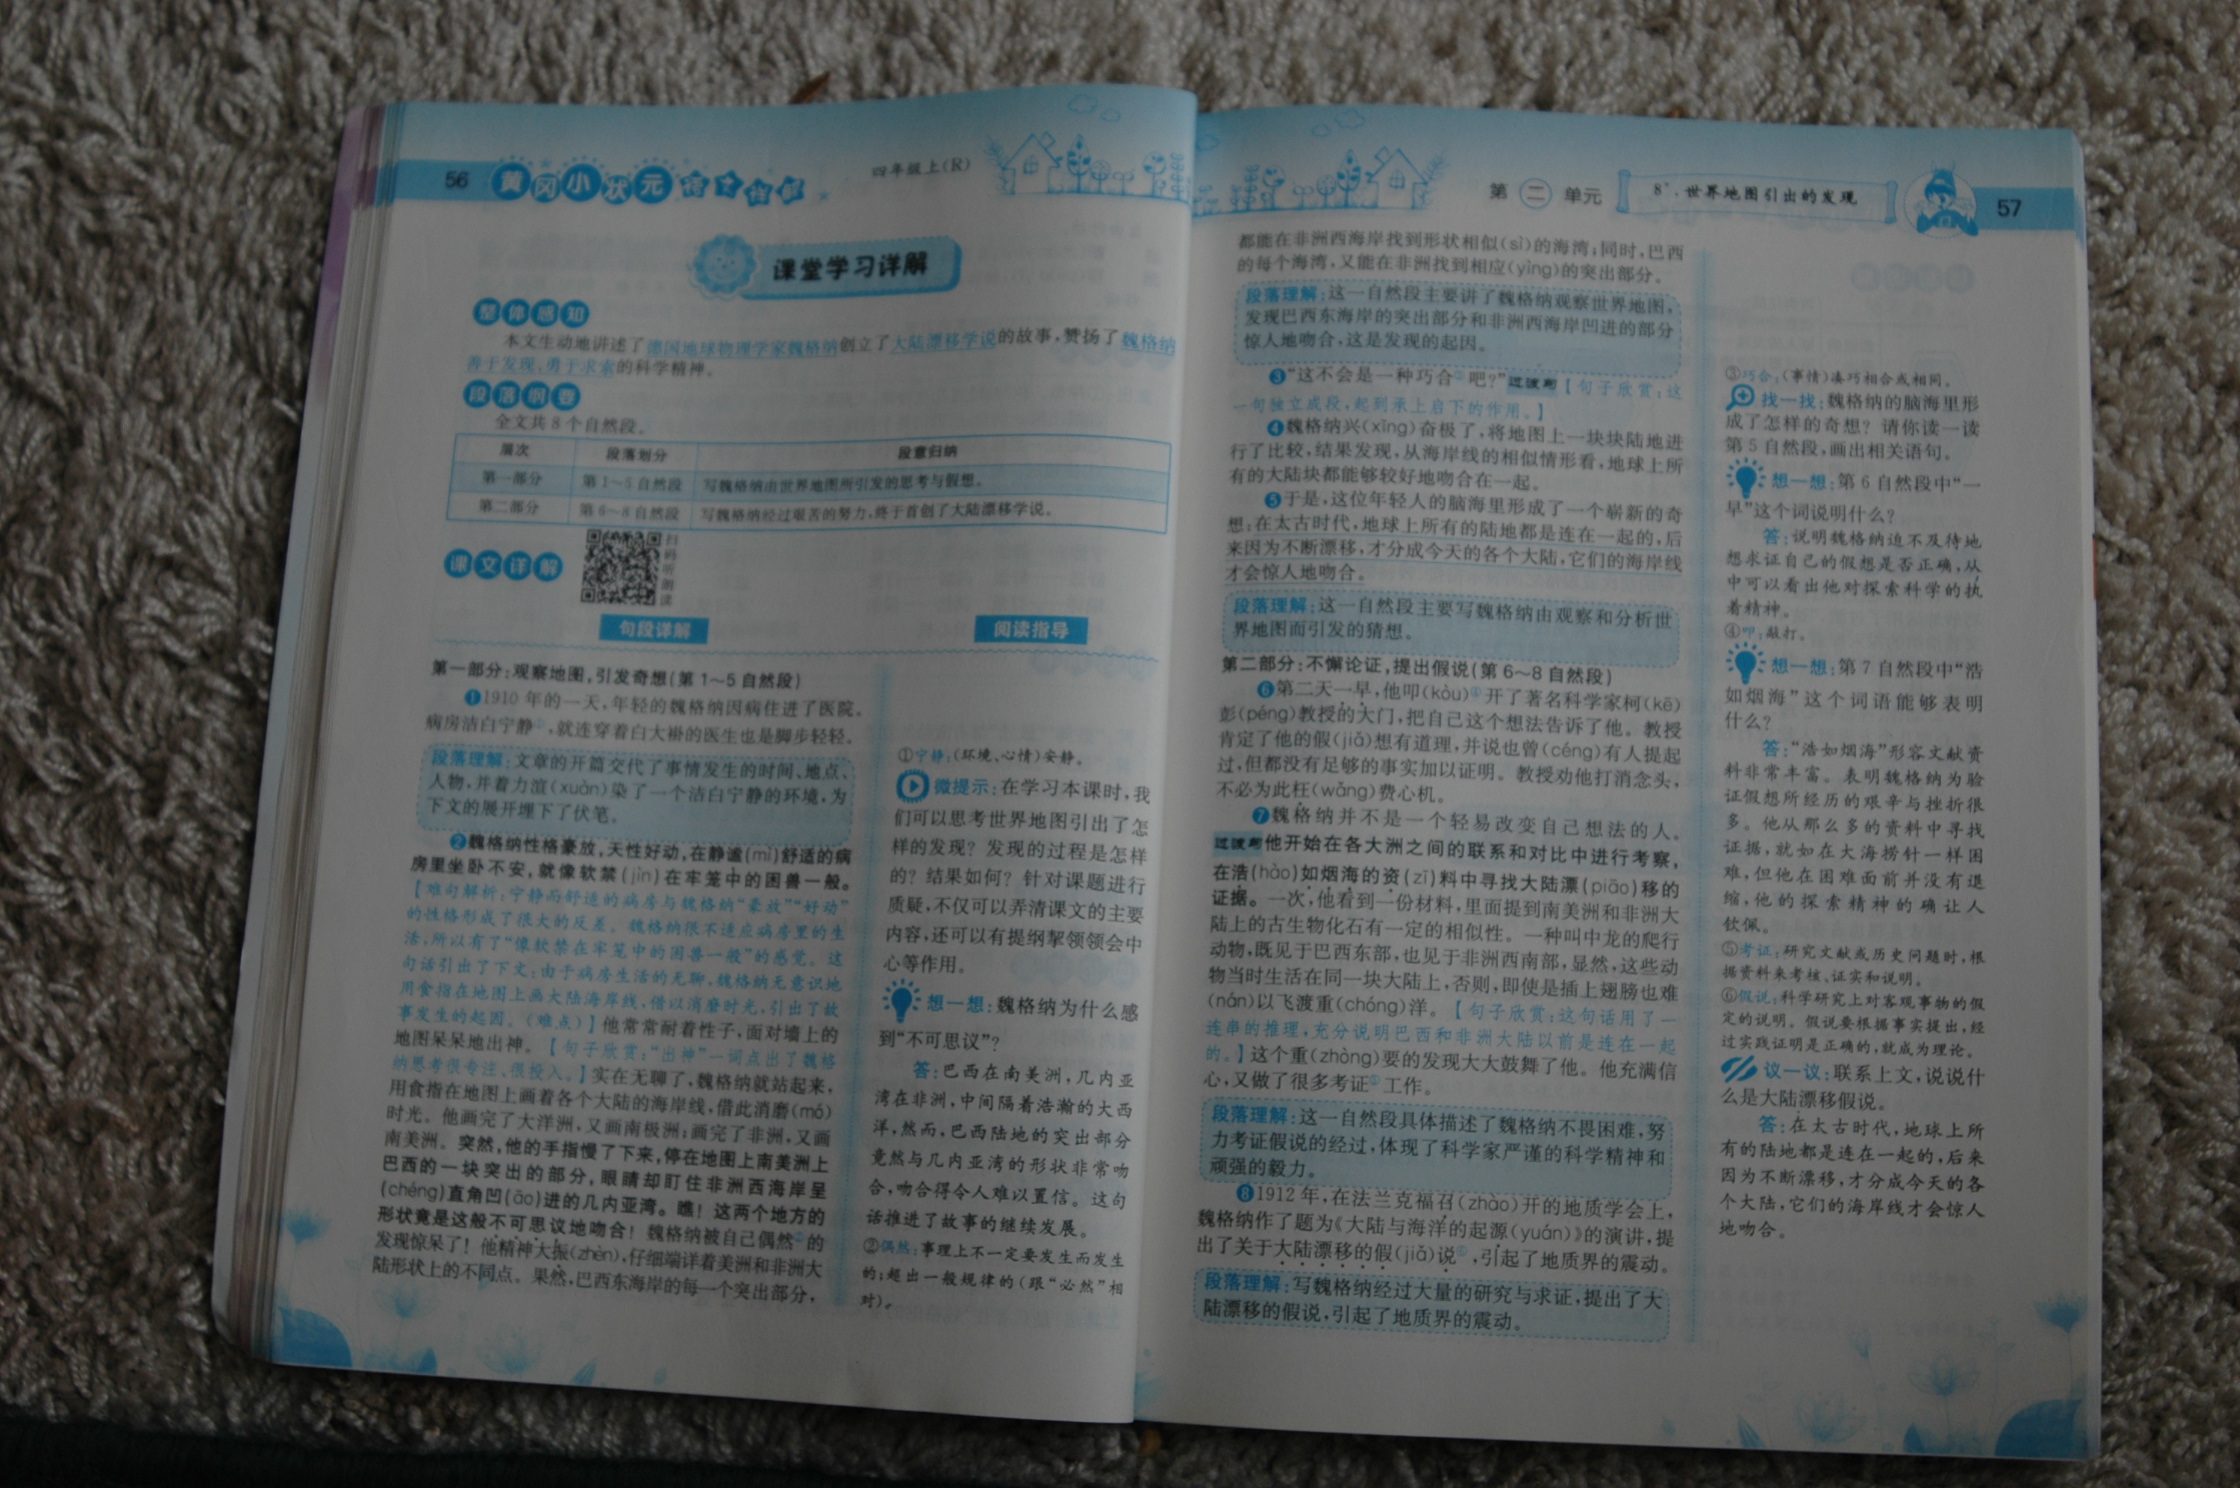 56 黄冈小状元 四年级上(R)
课堂学习详解
整体感知
本文生动地讲述了德国地球物理学家魏格纳创立了大陆漂移学说的故事,赞扬了魏格纳
善于发现,勇于求索的科学精神。
段落纲要
全文共8个自然段。
层次 段落划分 段意归纳
第一部分 第1~5自然段 写魏格纳由世界地图所引发的思考与假想。
第二部分 第6~8自然段 写魏格纳经过艰苦的努力,终于首创了大陆漂移学说。
课文详解
扫码听朗读
句段详解
第一部分:观察地图,引发奇想(第1~5自然段)
❶1910年的一天,年轻的魏格纳因病住进了医院。
病房洁白宁静①,就连穿着白大褂的医生也是脚步轻轻。
段落理解:文章的开篇交代了事情发生的时间、地点、
人物,并着力渲(xuàn)染了一个洁白宁静的环境,为
下文的展开埋下了伏笔。
❷魏格纳性格豪放,天性好动,在静谧(mì)舒适的病
房里坐卧不安,就像软禁(jìn)在牢笼中的困兽一般。
【难句解析:宁静而舒适的病房与魏格纳的“豪放”“好动”
的性格形成了很大的反差。魏格纳很不适应病房里的生
活,所以有了“像软禁在牢笼中的困兽一般”的感觉。这
句话引出了下文:由于病房生活的无聊,魏格纳无意识地
用食指在地图上画大陆海岸线,借以消磨时光,引出了故
事发生的起因。(难点)】他常常耐着性子,面对墙上的
地图呆呆地出神。【句子欣赏:“出神”一词点出了魏格
纳思考很专注、很投入。】实在无聊了,魏格纳就站起来,
用食指在地图上画着各个大陆的海岸线,借此消磨(mó)
时光。他画完了大洋洲,又画南极洲;画完了非洲,又画
南美洲。突然,他的手指慢了下来,停在地图上南美洲上
巴西的一块突出的部分,眼睛却盯住非洲西海岸呈
(chéng)直角凹(āo)进的几内亚湾。瞧!这两个地方的
形状竟是这般不可思议地吻合!魏格纳被自己偶然②的
发现惊呆了!他精神大振(zhèn),仔细端详着美洲和非洲大
陆形状上的不同点。果然,巴西东海岸的每一个突出部分,
阅读指导
①宁静:(环境、心情)安静。
微提示:在学习本课时,我
们可以思考世界地图引出了怎
样的发现?发现的过程是怎样
的?结果如何?针对课题进行
质疑,不仅可以弄清课文的主要
内容,还可以有提纲挈领领会中
心等作用。
想一想:魏格纳为什么感
到“不可思议”?
答:巴西在南美洲,几内亚
湾在非洲,中间隔着浩瀚的大西
洋,然而,巴西陆地的突出部分
竟然与几内亚湾的形状非常吻
合,吻合得令人难以置信。这句
话推进了故事的继续发展。
②偶然:事理上不一定要发生而发生
的;超出一般规律的(跟“必然”相
对)。
第二单元 8*.世界地图引出的发现 57
都能在非洲西海岸找到形状相似(sì)的海湾;同时,巴西
的每个海湾,又能在非洲找到相应(yìng)的突出部分。
段落理解:这一自然段主要讲了魏格纳观察世界地图,
发现巴西东海岸的突出部分和非洲西海岸凹进的部分
惊人地吻合,这是发现的起因。
❸“这不会是一种巧合③吧?”过渡句【句子欣赏:这
一句独立成段,起到承上启下的作用。】
❹魏格纳兴(xīng)奋极了,将地图上一块块陆地进
行了比较,结果发现,从海岸线的相似情形看,地球上所
有的大陆块都能够较好地吻合在一起。
❺于是,这位年轻人的脑海里形成了一个崭新的奇
想:在太古时代,地球上所有的陆地都是连在一起的,后
来因为不断漂移,才分成今天的各个大陆,它们的海岸线
才会惊人地吻合。
段落理解:这一自然段主要写魏格纳由观察和分析世
界地图而引发的猜想。
第二部分:不懈论证,提出假说(第6~8自然段)
❻第二天一早,他叩(kòu)④开了著名科学家柯(kē)
彭(péng)教授的大门,把自己这个想法告诉了他。教授
肯定了他的假(jiǎ)想有道理,并说也曾(céng)有人提起
过,但都没有足够的事实加以证明。教授劝他打消念头,
不必为此枉(wǎng)费心机。
❼魏格纳并不是一个轻易改变自己想法的人。
过渡句他开始在各大洲之间的联系和对比中进行考察,
在浩(hào)如烟海的资(zī)料中寻找大陆漂(piāo)移的
证据。一次,他看到一份材料,里面提到南美洲和非洲大
陆上的古生物化石有一定的相似性。一种叫中龙的爬行
动物,既见于巴西东部,也见于非洲西南部,显然,这些动
物当时生活在同一块大陆上,否则,即使是插上翅膀也难
(nán)以飞渡重(chóng)洋。【句子欣赏:这句话用了一
连串的推理,充分说明巴西和非洲大陆以前是连在一起
的。】这个重(zhòng)要的发现大大鼓舞了他。他充满信
心,又做了很多考证⑤工作。
段落理解:这一自然段具体描述了魏格纳不畏困难,努
力考证假说的经过,体现了科学家严谨的科学精神和
顽强的毅力。
❽1912年,在法兰克福召(zhào)开的地质学会上,
魏格纳作了题为《大陆与海洋的起源(yuán)》的演讲,提
出了关于大陆漂移的假(jiǎ)说⑥,引起了地质界的震动。
段落理解:写魏格纳经过大量的研究与求证,提出了大
陆漂移的假说,引起了地质界的震动。
③巧合:(事情)凑巧相合或相同。
找一找:魏格纳的脑海里形
成了怎样的奇想?请你读一读
第5自然段,画出相关语句。
想一想:第6自然段中“一
早”这个词说明什么?
答:说明魏格纳迫不及待地
想求证自己的假想是否正确,从
中可以看出他对探索科学的执
着精神。
④叩:敲打。
想一想:第7自然段中“浩
如烟海”这个词语能够表明
什么?
答:“浩如烟海”形容文献资
料非常丰富。表明魏格纳为验
证假想所经历的艰辛与挫折很
多。他从那么多的资料中寻找
证据,就如在大海捞针一样困
难,但他在困难面前并没有退
缩,他的探索精神的确让人
钦佩。
⑤考证:研究文献或历史问题时,根
据资料来考核、证实和说明。
⑥假说:科学研究上对客观事物的假
定的说明。假说要根据事实提出,经
过实践证明是正确的,就成为理论。
议一议:联系上文,说说什
么是大陆漂移假说。
答:在太古时代,地球上所
有的陆地都是连在一起的,后来
因为不断漂移,才分成今天的各
个大陆,它们的海岸线才会惊人
地吻合。